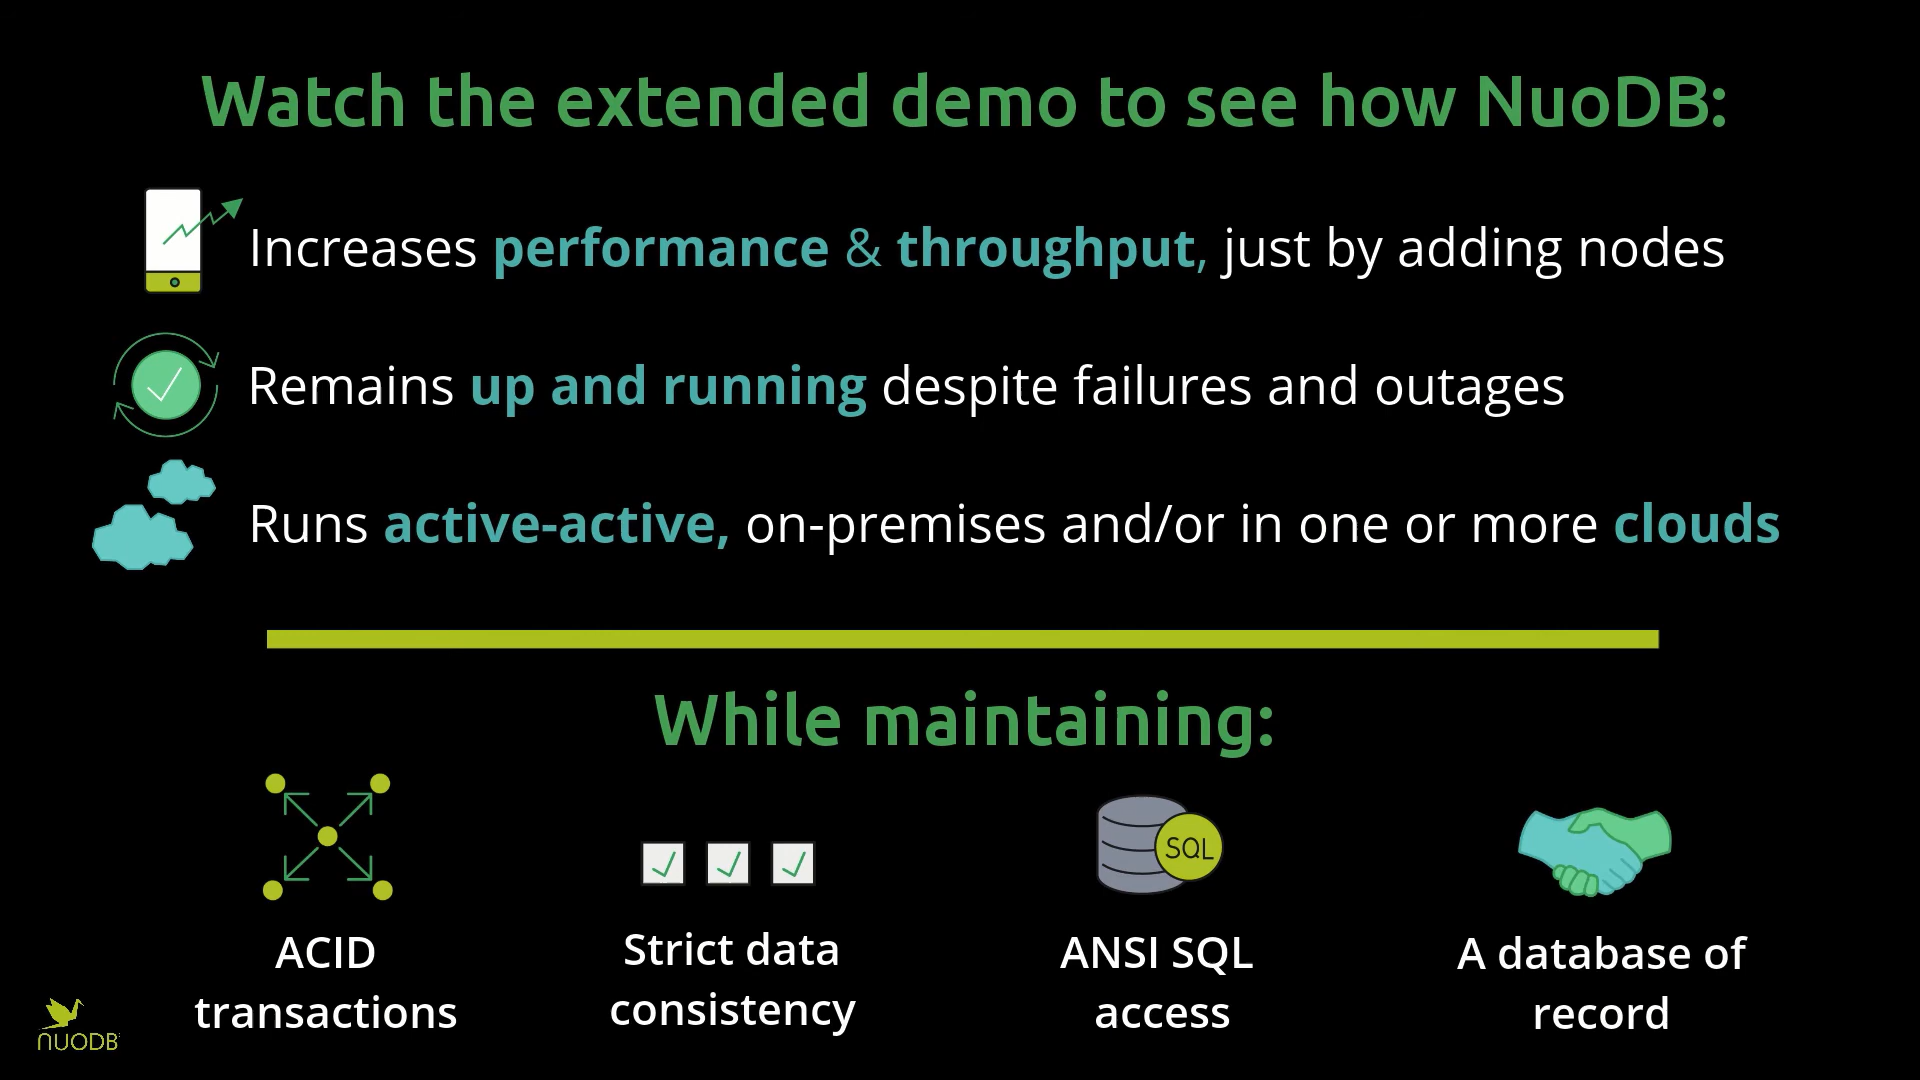 Watch the extended demo to see how NuoDB:
Increases performance & throughput, just by adding nodes
Remains up and running despite failures and outages
Runs active-active, on-premises and/or in one or more clouds
While maintaining:
SQL
ACID
transactions
Strict data
consistency
ANSI SQL
access
A database of
record
NUODB